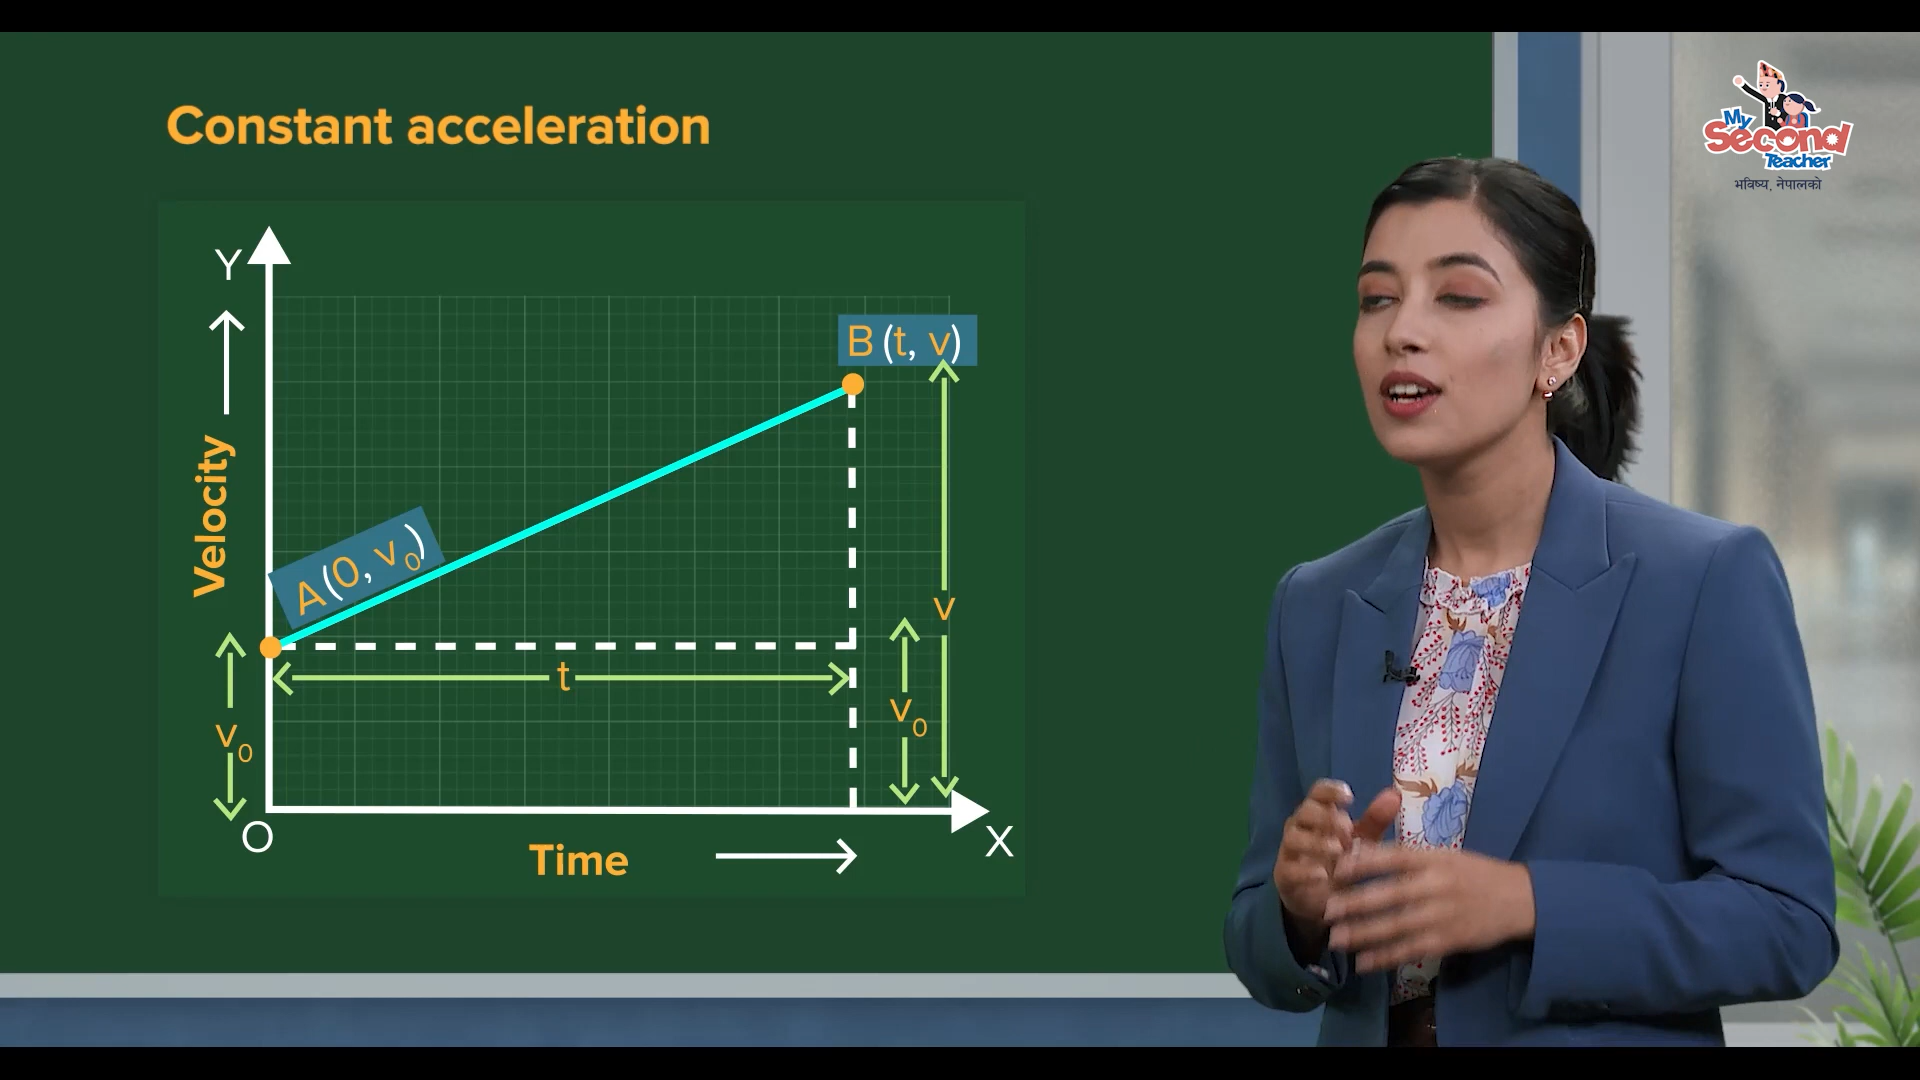 Constant acceleration
My
Second
Teacher
भविष्य, नेपालको
Y
B (t, v)
Velocity
A (0, v₀)
v
t
v₀
v₀
O
X
Time